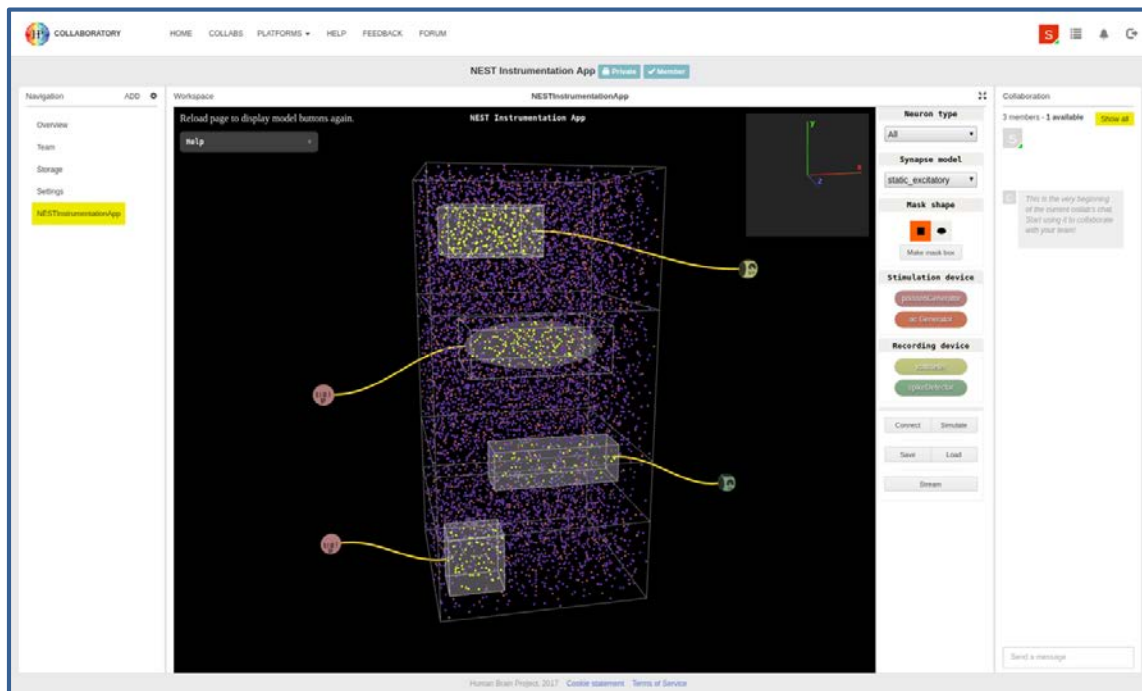 COLLABORATORY
HOME COLLABS PLATFORMS HELP FEEDBACK FORUM
S
NEST Instrumentation App Private Member
Navigation ADD
Overview
Team
Storage
Settings
NESTInstrumentationApp
Workspace NESTInstrumentationApp
Reload page to display model buttons again.
NEST Instrumentation App
Help
y
x
z
Neuron type
All
Synapse model
static_excitatory
Mask shape
Make mask box
Stimulation device
poissonGenerator
ac Generator
Recording device
voltmeter
spikeDetector
Connect Simulate
Save Load
Stream
Collaboration
3 members - 1 available Show all
S
This is the very beginning
of the current collab's chat.
Start using it to collaborate
with your team!
Send a message
Human Brain Project, 2017 Cookie statement Terms of Service